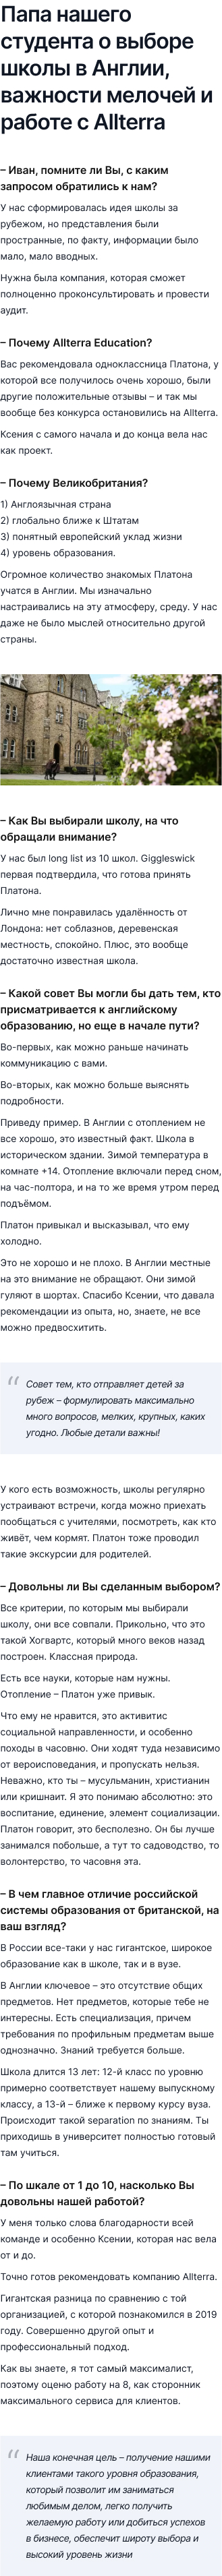 Папа нашего
студента о выборе
школы в Англии,
важности мелочей и
работе с Allterra
– Иван, помните ли Вы, с каким
запросом обратились к нам?
У нас сформировалась идея школы за
рубежом, но представления были
пространные, по факту, информации было
мало, мало вводных.
Нужна была компания, которая сможет
полноценно проконсультировать и провести
аудит.
– Почему Allterra Education?
Вас рекомендовала одноклассница Платона, у
которой все получилось очень хорошо, были
другие положительные отзывы – и так мы
вообще без конкурса остановились на Allterra.
Ксения с самого начала и до конца вела нас
как проект.
– Почему Великобритания?
1) Англоязычная страна
2) глобально ближе к Штатам
3) понятный европейский уклад жизни
4) уровень образования.
Огромное количество знакомых Платона
учатся в Англии. Мы изначально
настраивались на эту атмосферу, среду. У нас
даже не было мыслей относительно другой
страны.
– Как Вы выбирали школу, на что
обращали внимание?
У нас был long list из 10 школ. Giggleswick
первая подтвердила, что готова принять
Платона.
Лично мне понравилась удалённость от
Лондона: нет соблазнов, деревенская
местность, спокойно. Плюс, это вообще
достаточно известная школа.
– Какой совет Вы могли бы дать тем, кто
присматривается к английскому
образованию, но еще в начале пути?
Во-первых, как можно раньше начинать
коммуникацию с вами.
Во-вторых, как можно больше выяснять
подробности.
Приведу пример. В Англии с отоплением не
все хорошо, это известный факт. Школа в
историческом здании. Зимой температура в
комнате +14. Отопление включали перед сном,
на час-полтора, и на то же время утром перед
подъёмом.
Платон привыкал и высказывал, что ему
холодно.
Это не хорошо и не плохо. В Англии местные
на это внимание не обращают. Они зимой
гуляют в шортах. Спасибо Ксении, что давала
рекомендации из опыта, но, знаете, не все
можно предвосхитить.
“ Совет тем, кто отправляет детей за
рубеж – формулировать максимально
много вопросов, мелких, крупных, каких
угодно. Любые детали важны!
У кого есть возможность, школы регулярно
устраивают встречи, когда можно приехать
пообщаться с учителями, посмотреть, как кто
живёт, чем кормят. Платон тоже проводил
такие экскурсии для родителей.
– Довольны ли Вы сделанным выбором?
Все критерии, по которым мы выбирали
школу, они все совпали. Прикольно, что это
такой Хогвартс, который много веков назад
построен. Классная природа.
Есть все науки, которые нам нужны.
Отопление – Платон уже привык.
Что ему не нравится, это активитис
социальной направленности, и особенно
походы в часовню. Они ходят туда независимо
от вероисповедания, и пропускать нельзя.
Неважно, кто ты – мусульманин, христианин
или кришнаит. Я это понимаю абсолютно: это
воспитание, единение, элемент социализации.
Платон говорит, это бесполезно. Он бы лучше
занимался побольше, а тут то садоводство, то
волонтерство, то часовня эта.
– В чем главное отличие российской
системы образования от британской, на
ваш взгляд?
В России все-таки у нас гигантское, широкое
образование как в школе, так и в вузе.
В Англии ключевое – это отсутствие общих
предметов. Нет предметов, которые тебе не
интересны. Есть специализация, причем
требования по профильным предметам выше
однозначно. Знаний требуется больше.
Школа длится 13 лет: 12-й класс по уровню
примерно соответствует нашему выпускному
классу, а 13-й – ближе к первому курсу вуза.
Происходит такой separation по знаниям. Ты
приходишь в университет полностью готовый
там учиться.
– По шкале от 1 до 10, насколько Вы
довольны нашей работой?
У меня только слова благодарности всей
команде и особенно Ксении, которая нас вела
от и до.
Точно готов рекомендовать компанию Allterra.
Гигантская разница по сравнению с той
организацией, с которой познакомился в 2019
году. Совершенно другой опыт и
профессиональный подход.
Как вы знаете, я тот самый максималист,
поэтому оценю работу на 8, как сторонник
максимального сервиса для клиентов.
“ Наша конечная цель – получение нашими
клиентами такого уровня образования,
который позволит им заниматься
любимым делом, легко получить
желаемую работу или добиться успехов
в бизнесе, обеспечит широту выбора и
высокий уровень жизни